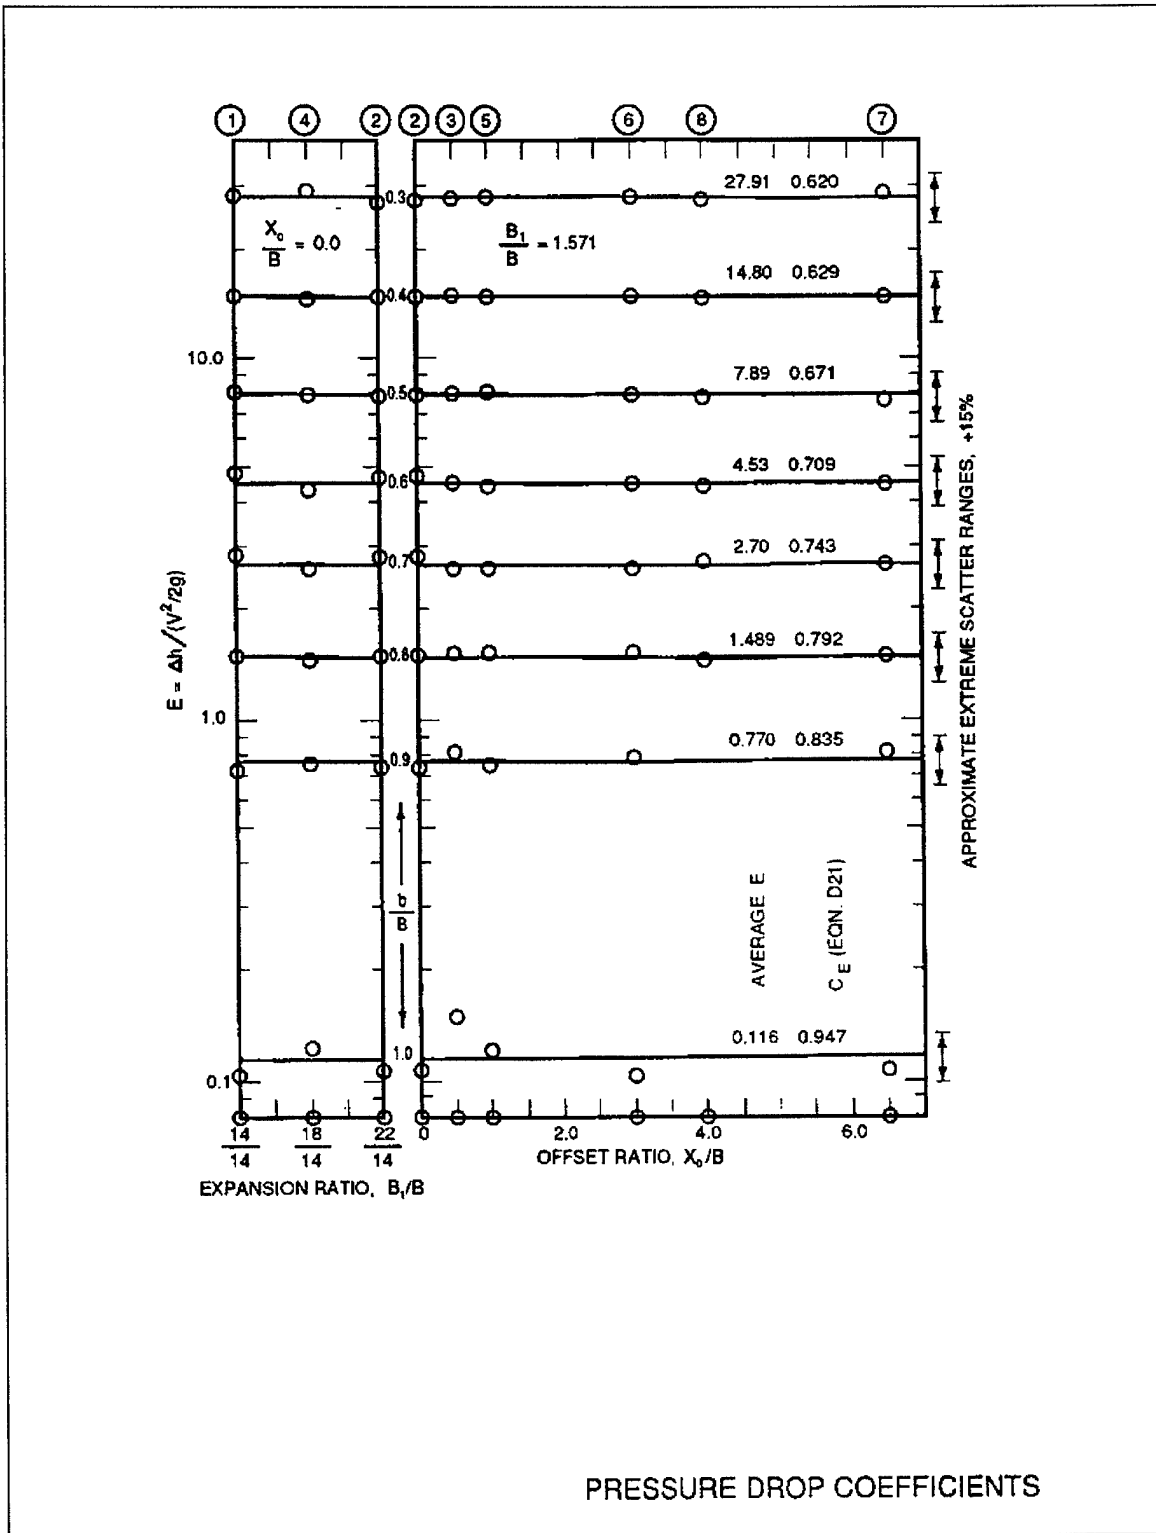 1 4 2 2 3 5 6 8 7
0.3 27.91 0.620
X₀/B = 0.0
B₁/B = 1.571
0.4 14.80 0.629
10.0
0.5 7.89 0.671
0.6 4.53 0.709
0.7 2.70 0.743
0.8 1.489 0.792
1.0
0.9 0.770 0.835
b/B
AVERAGE E
C_E (EQN. D21)
1.0 0.116 0.947
0.1
E = Δh/(V²/2g)
APPROXIMATE EXTREME SCATTER RANGES, +15%
14/14 18/14 22/14 0 2.0 4.0 6.0
OFFSET RATIO, X₀/B
EXPANSION RATIO, B₁/B
PRESSURE DROP COEFFICIENTS